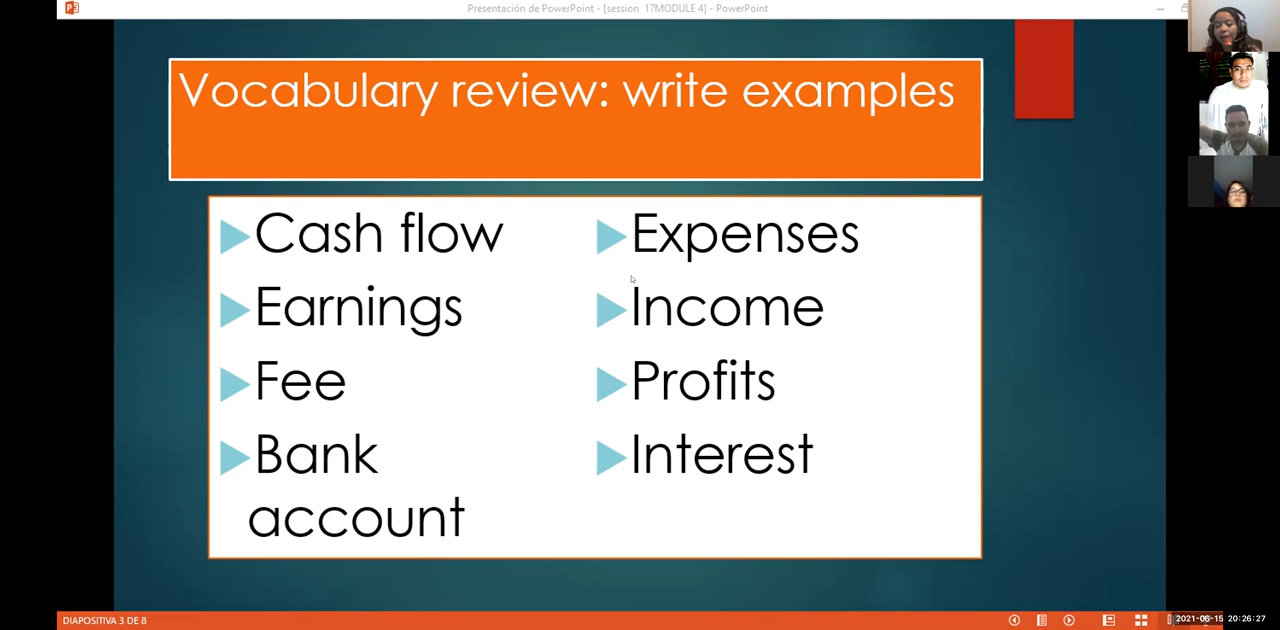 Presentación de PowerPoint - [session 17MODULE 4] - PowerPoint
Vocabulary review: write examples
Cash flow
Earnings
Fee
Bank
account
Expenses
Income
Profits
Interest
DIAPOSITIVA 3 DE 8
2021-06-15 20:26:27